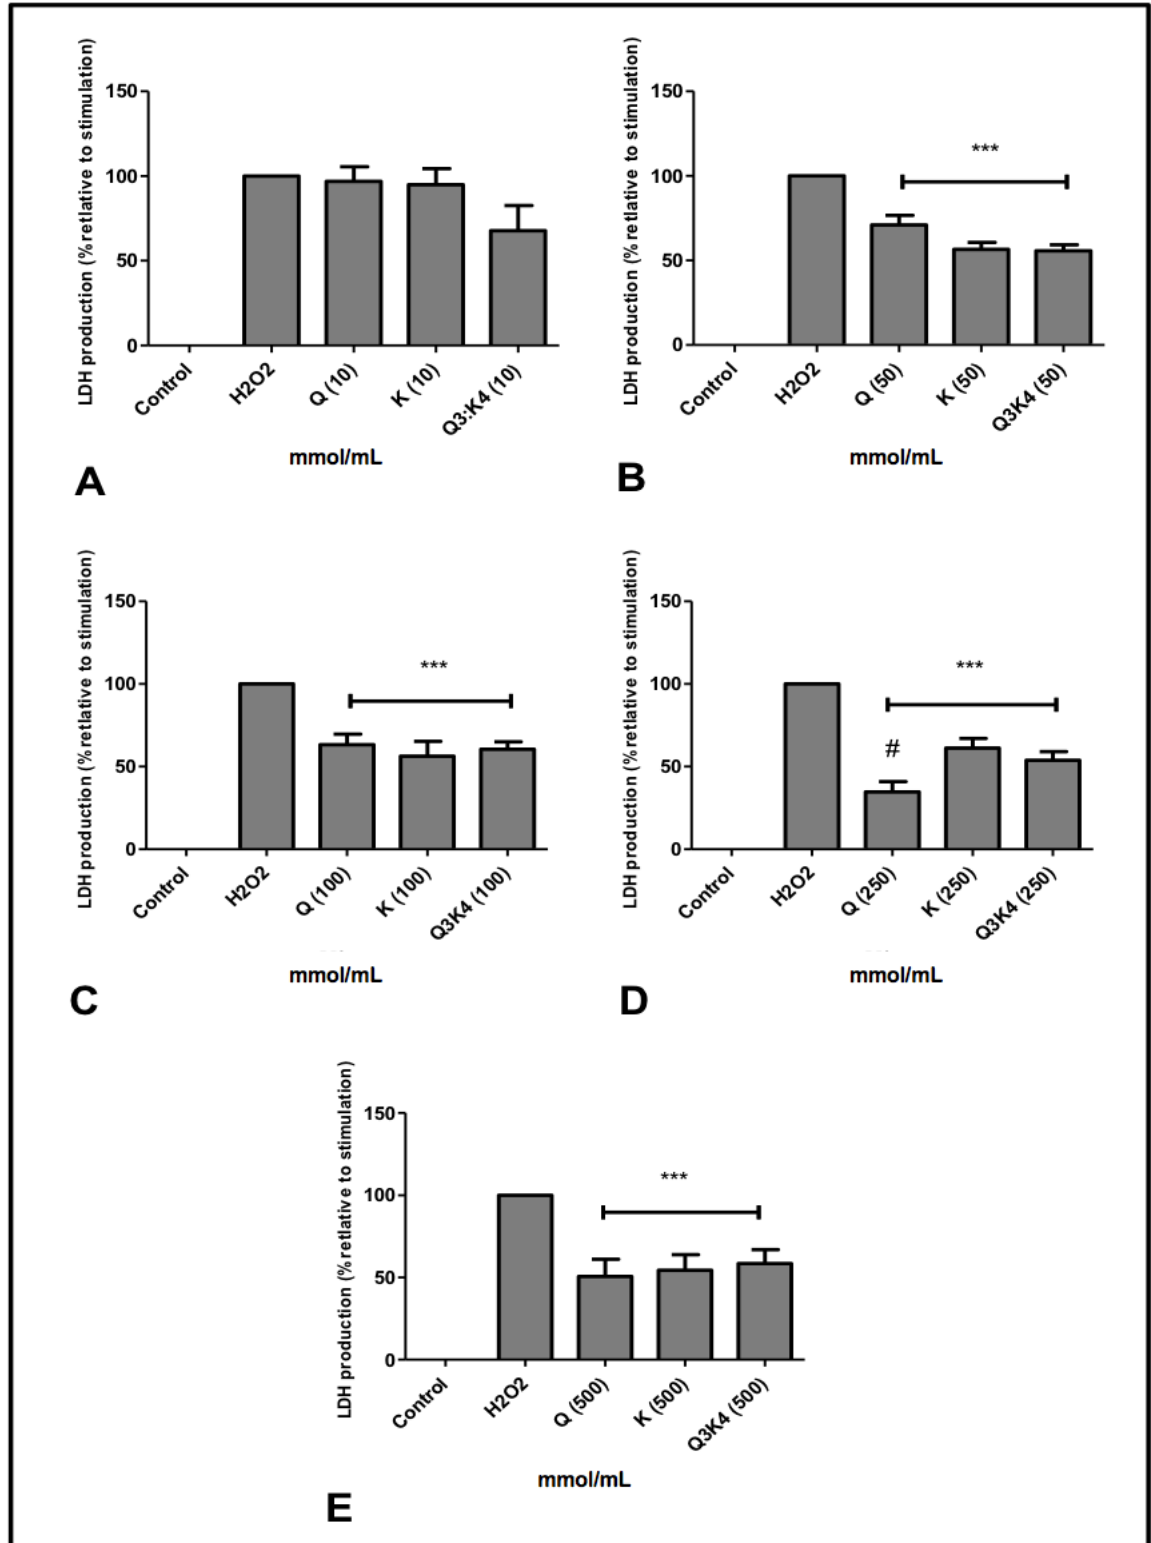 LDH production (% retlative to stimulation)
150
100
50
0
Control
H2O2
Q (10)
K (10)
Q3:K4 (10)
mmol/mL
A
LDH production (% retlative to stimulation)
150
100
50
0
***
Control
H2O2
Q (50)
K (50)
Q3K4 (50)
mmol/mL
B
LDH production (% retlative to stimulation)
150
100
50
0
***
Control
H2O2
Q (100)
K (100)
Q3K4 (100)
mmol/mL
C
LDH production (% retlative to stimulation)
150
100
50
0
***
#
Control
H2O2
Q (250)
K (250)
Q3K4 (250)
mmol/mL
D
LDH production (% retlative to stimulation)
150
100
50
0
***
Control
H2O2
Q (500)
K (500)
Q3K4 (500)
mmol/mL
E